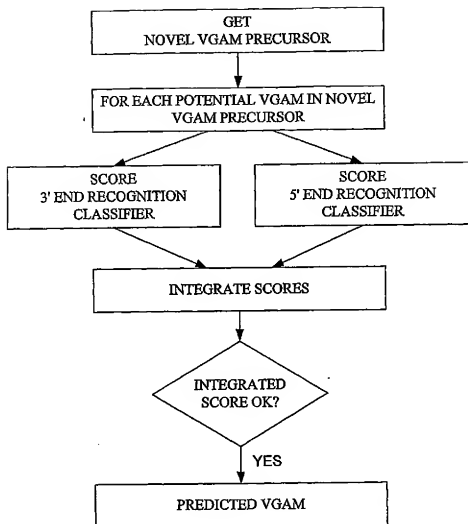 GET
NOVEL VGAM PRECURSOR
FOR EACH POTENTIAL VGAM IN NOVEL
VGAM PRECURSOR
SCORE
3' END RECOGNITION
CLASSIFIER
SCORE
5' END RECOGNITION
CLASSIFIER
INTEGRATE SCORES
INTEGRATED
SCORE OK?
YES
PREDICTED VGAM